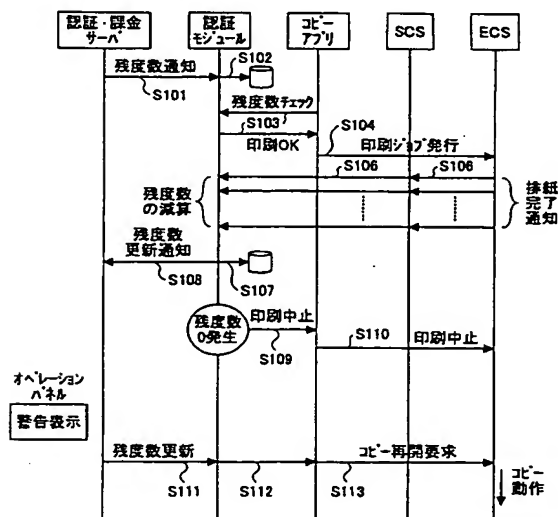 認証・課金
サーバ
認証
モジュール
コピー
アプリ
SCS
ECS
残度数通知
S101
S102
残度数チェック
S103
印刷OK
S104
印刷ジョブ発行
S106
S106
残度数
の減算
排紙
完了
通知
残度数
更新通知
S108
S107
残度数
0発生
印刷中止
S109
S110
印刷中止
オペレーション
パネル
警告表示
残度数更新
コピー再開要求
S111
S112
S113
コピー
動作